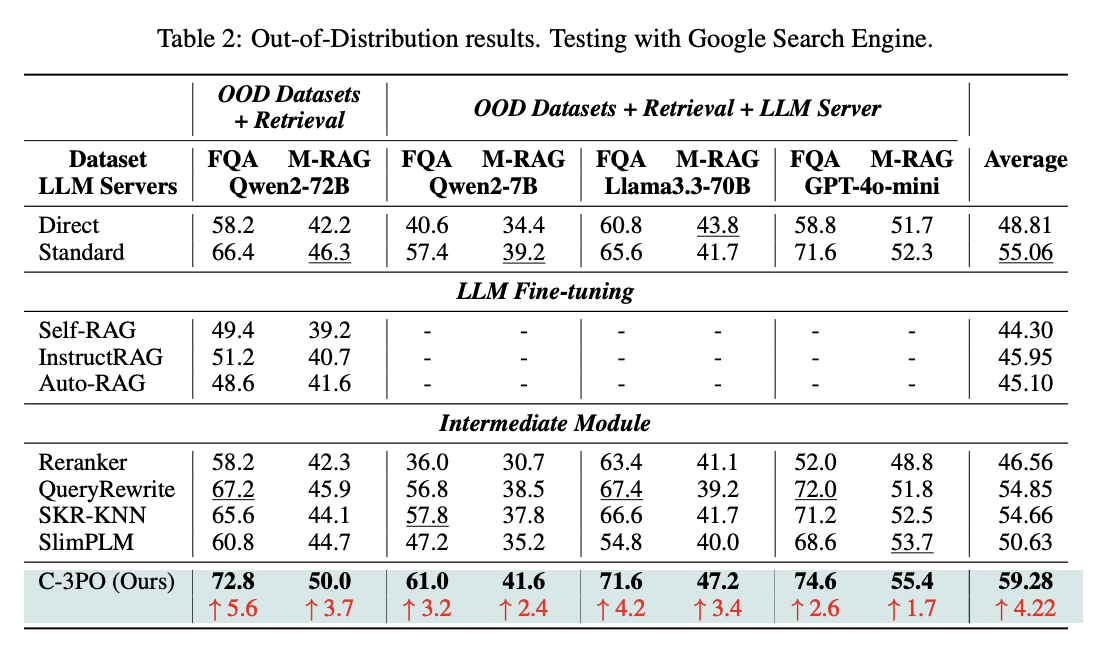 Table 2: Out-of-Distribution results. Testing with Google Search Engine.
OOD Datasets + Retrieval OOD Datasets + Retrieval + LLM Server
Dataset FQA M-RAG FQA M-RAG FQA M-RAG FQA M-RAG Average
LLM Servers Qwen2-72B Qwen2-7B Llama3.3-70B GPT-4o-mini
Direct 58.2 42.2 40.6 34.4 60.8 43.8 58.8 51.7 48.81
Standard 66.4 46.3 57.4 39.2 65.6 41.7 71.6 52.3 55.06
LLM Fine-tuning
Self-RAG 49.4 39.2 - - - - - - 44.30
InstructRAG 51.2 40.7 - - - - - - 45.95
Auto-RAG 48.6 41.6 - - - - - - 45.10
Intermediate Module
Reranker 58.2 42.3 36.0 30.7 63.4 41.1 52.0 48.8 46.56
QueryRewrite 67.2 45.9 56.8 38.5 67.4 39.2 72.0 51.8 54.85
SKR-KNN 65.6 44.1 57.8 37.8 66.6 41.7 71.2 52.5 54.66
SlimPLM 60.8 44.7 47.2 35.2 54.8 40.0 68.6 53.7 50.63
C-3PO (Ours) 72.8 50.0 61.0 41.6 71.6 47.2 74.6 55.4 59.28
↑ 5.6 ↑ 3.7 ↑ 3.2 ↑ 2.4 ↑ 4.2 ↑ 3.4 ↑ 2.6 ↑ 1.7 ↑ 4.22